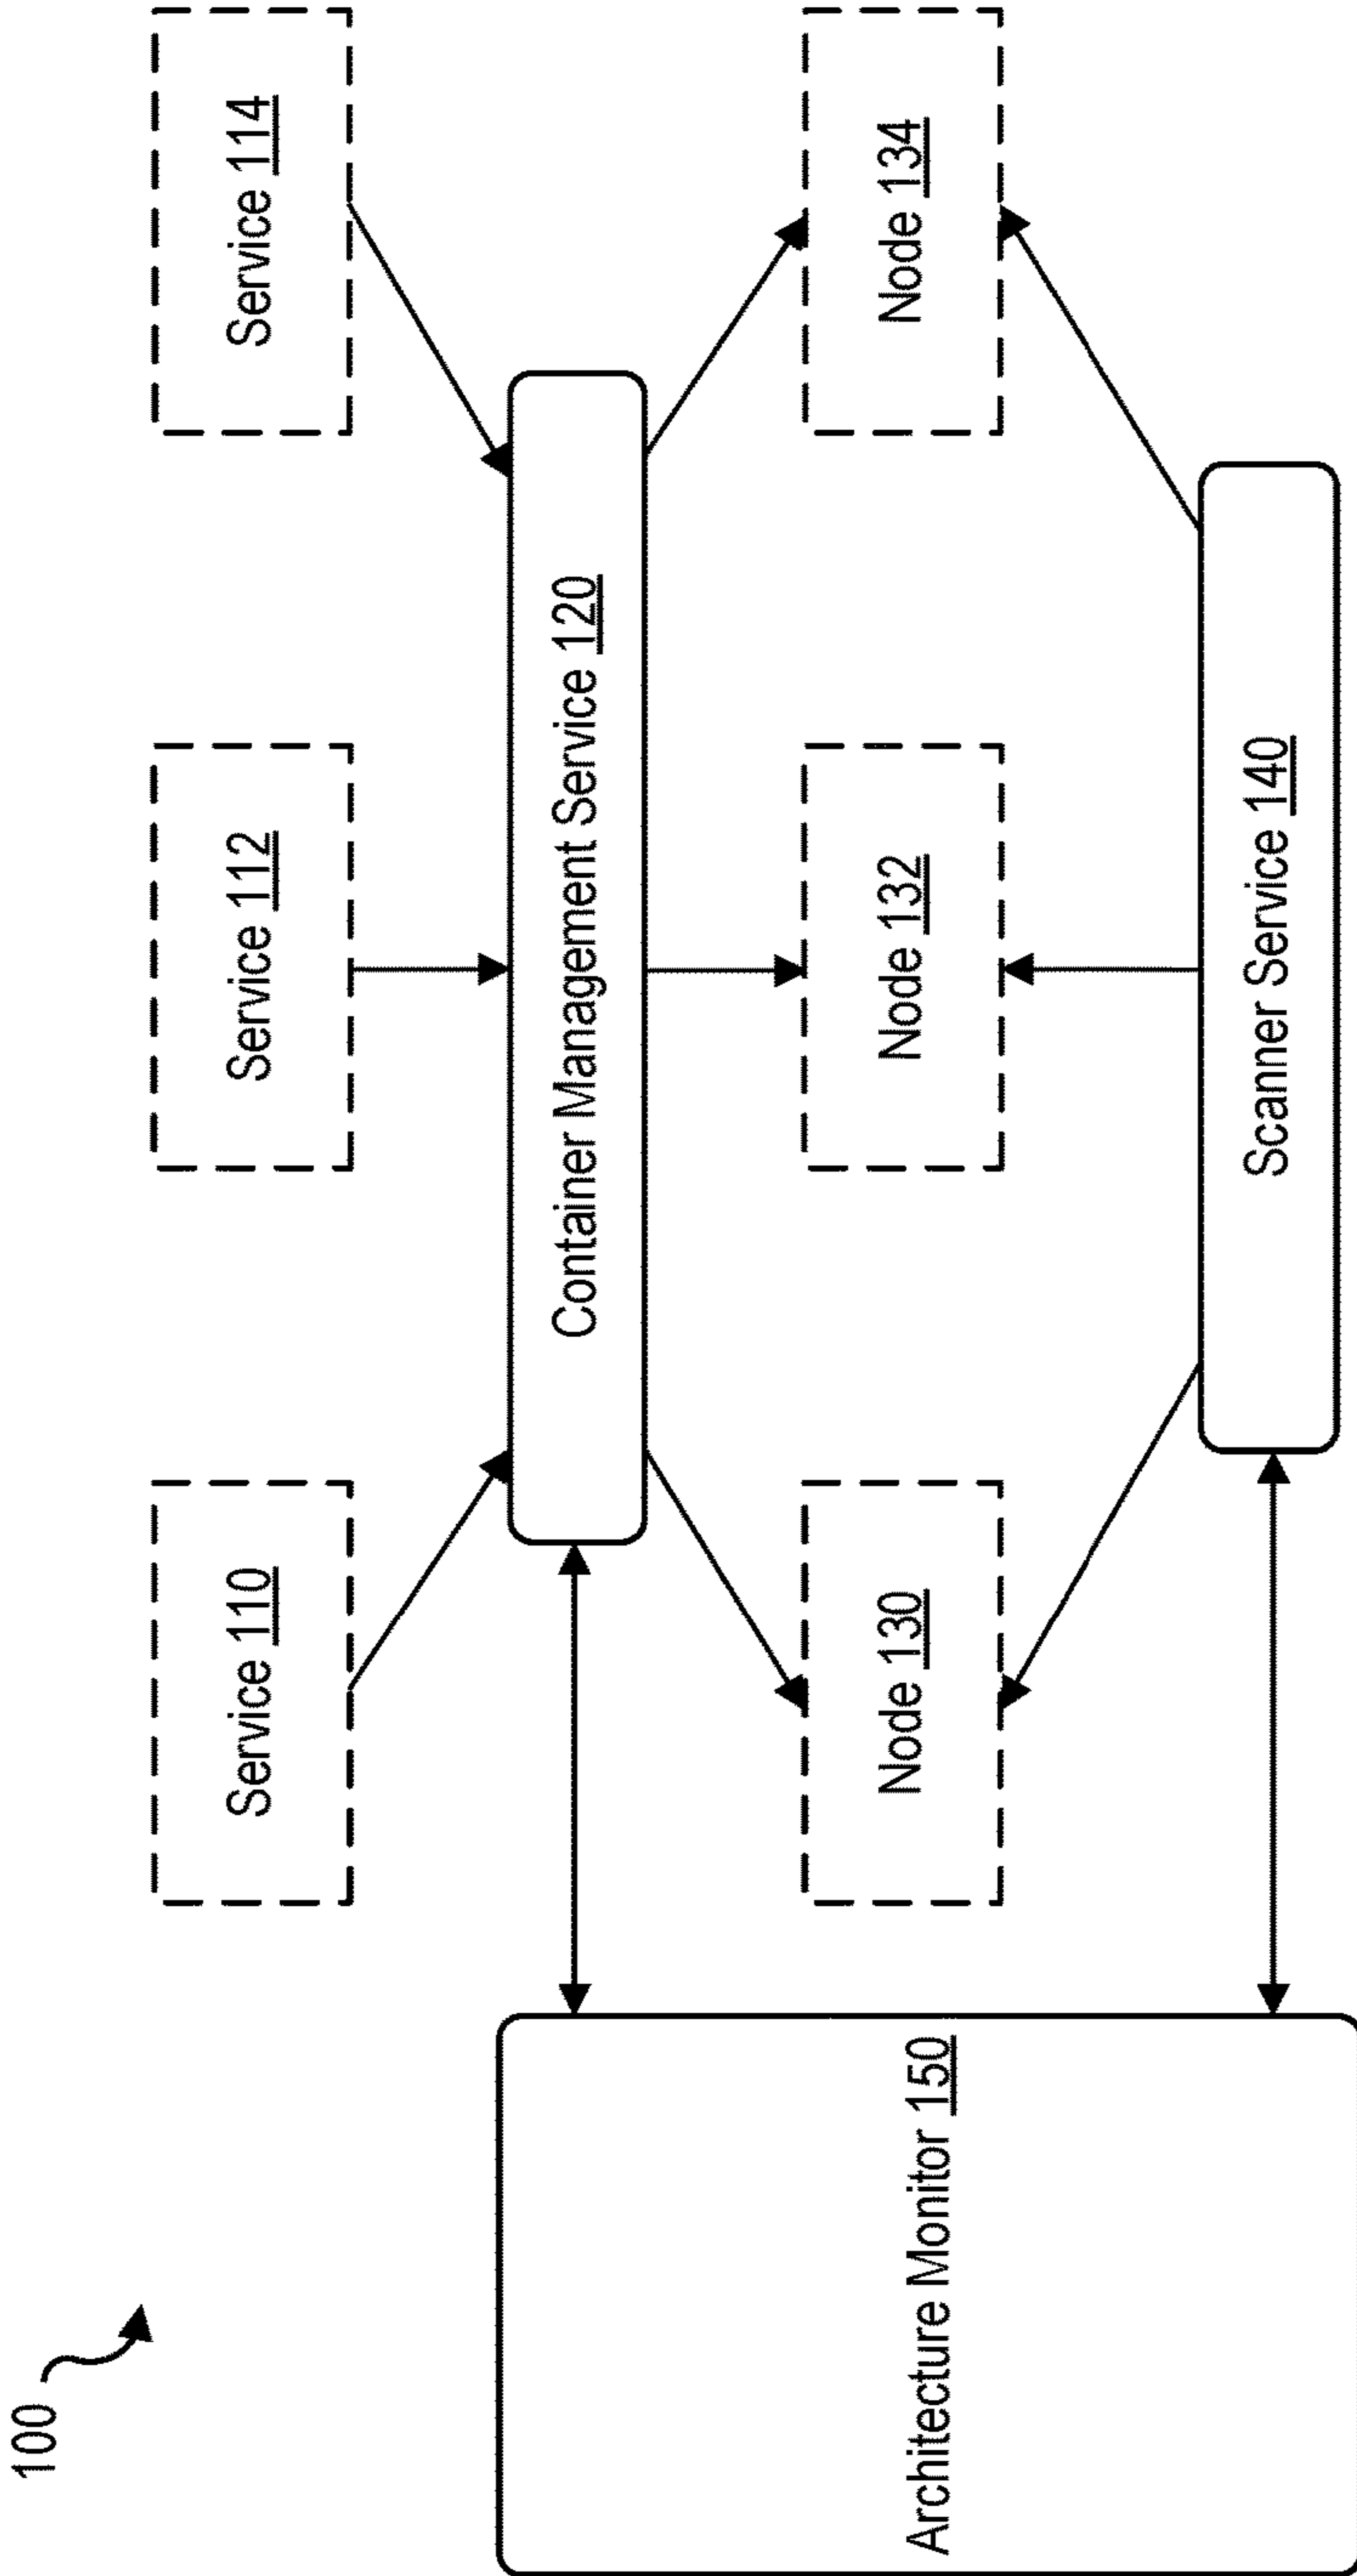 100
Service 110
Service 112
Service 114
Container Management Service 120
Architecture Monitor 150
Node 130
Node 132
Node 134
Scanner Service 140